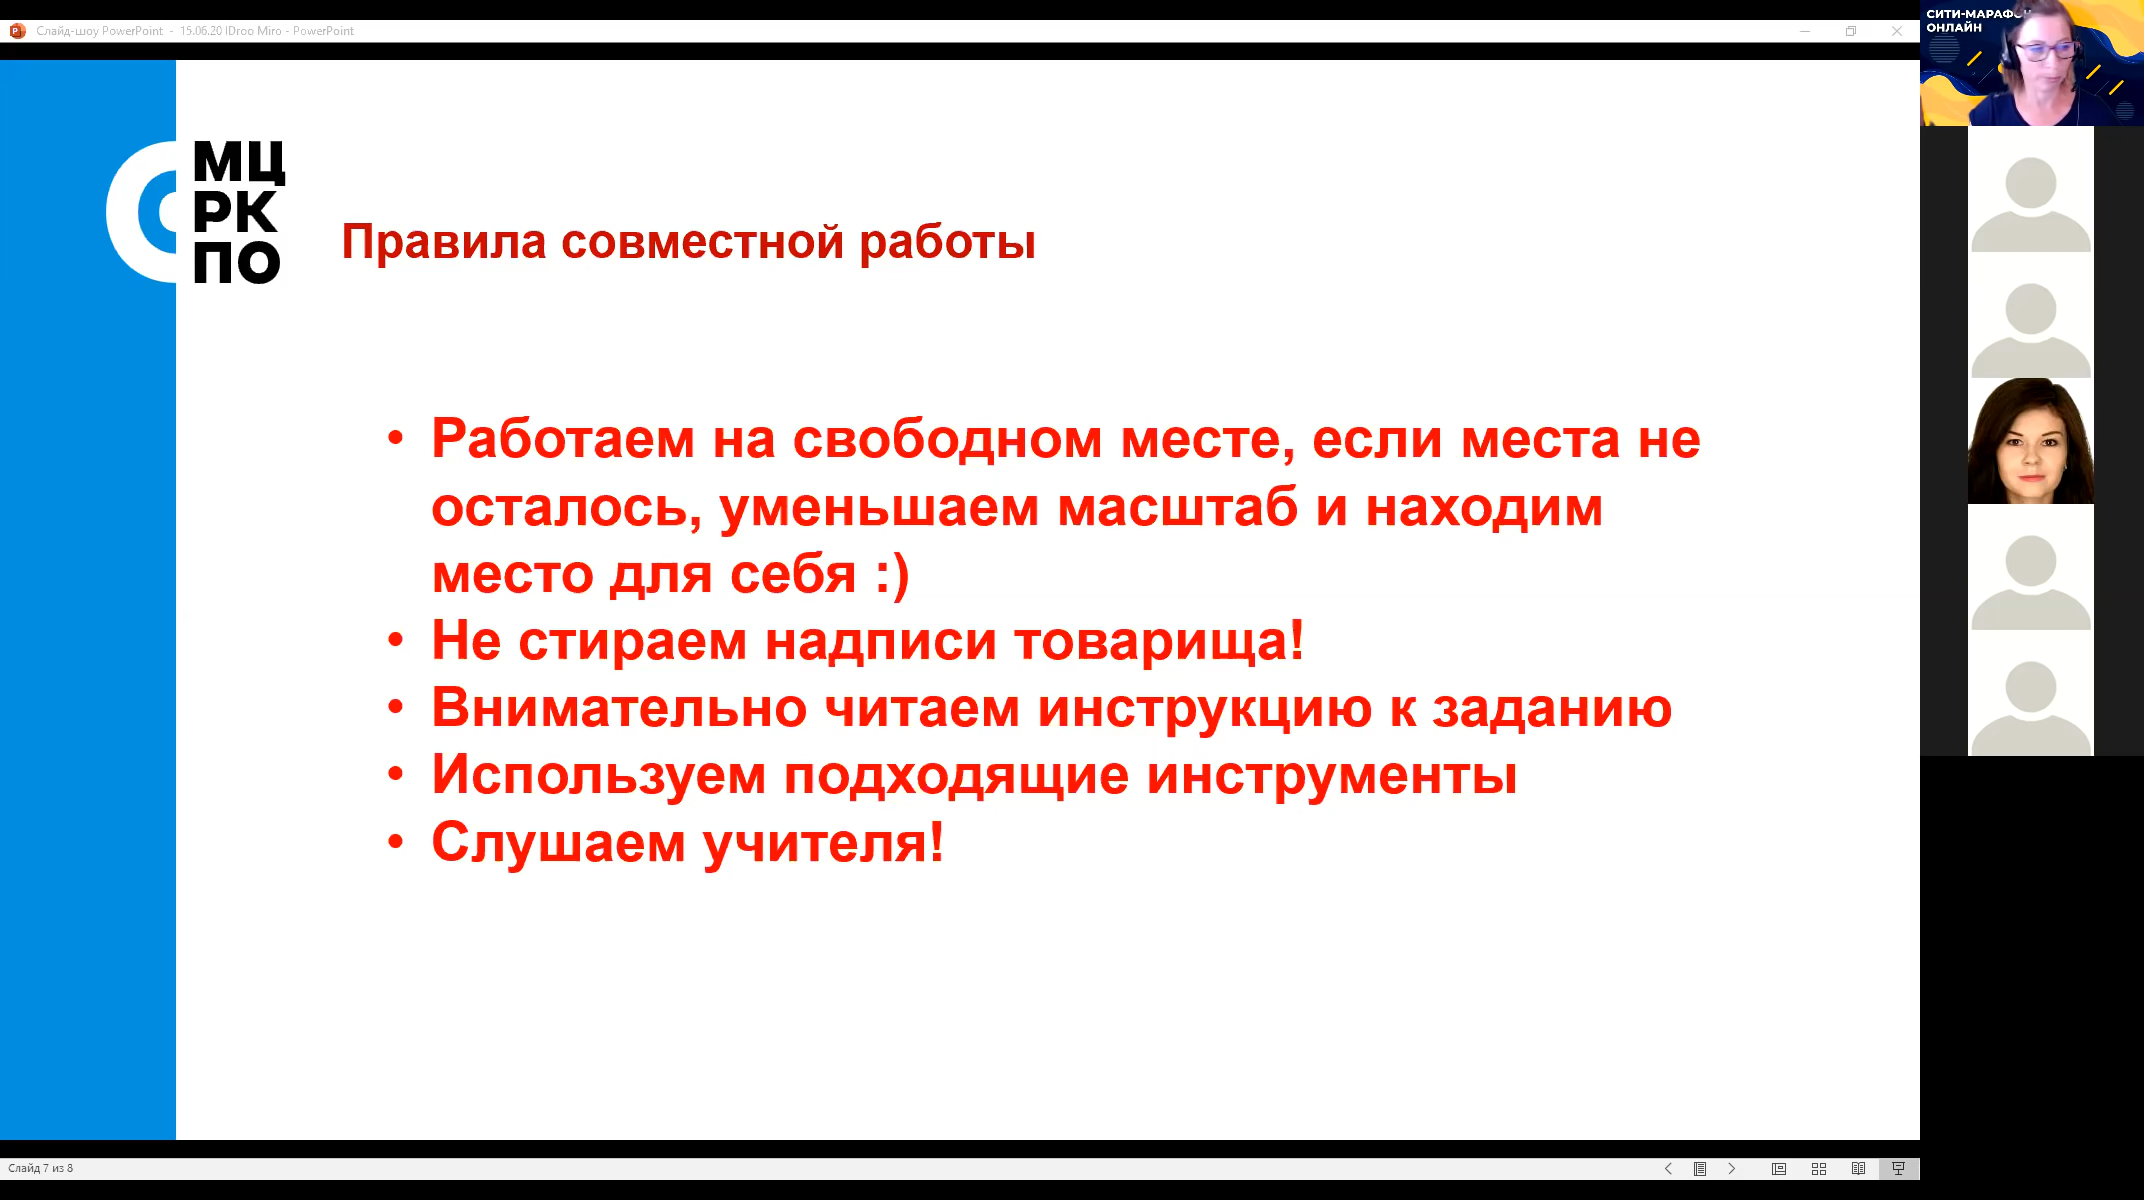 Слайд-шоу PowerPoint - 15.06.20 IDroo Miro - PowerPoint
СИТИ-МАРАФО
ОНЛАЙН
МЦ
РК
ПО
Правила совместной работы
• Работаем на свободном месте, если места не
осталось, уменьшаем масштаб и находим
место для себя :)
• Не стираем надписи товарища!
• Внимательно читаем инструкцию к заданию
• Используем подходящие инструменты
• Слушаем учителя!
Слайд 7 из 8